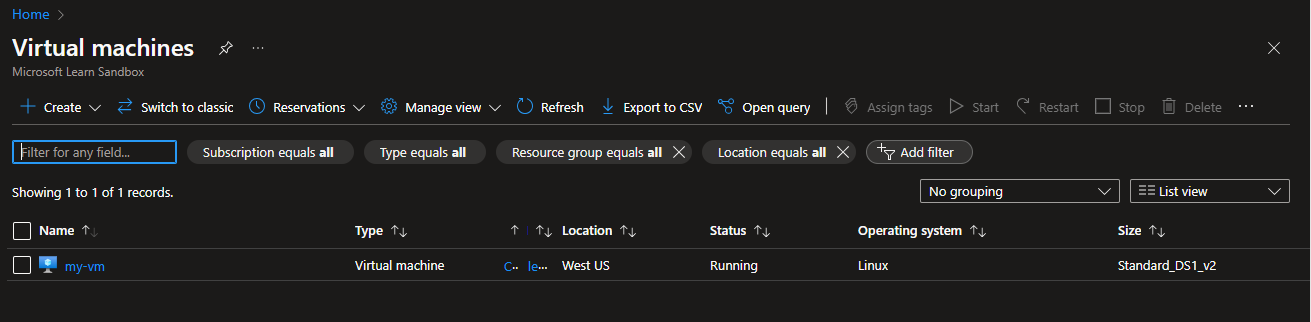 Home
Virtual machines
Microsoft Learn Sandbox
Create Switch to classic Reservations Manage view Refresh Export to CSV Open query Assign tags Start Restart Stop Delete
Filter for any field... Subscription equals all Type equals all Resource group equals all Location equals all Add filter
Showing 1 to 1 of 1 records. No grouping List view
Name Type Location Status Operating system Size
my-vm Virtual machine C.. le... West US Running Linux Standard_DS1_v2